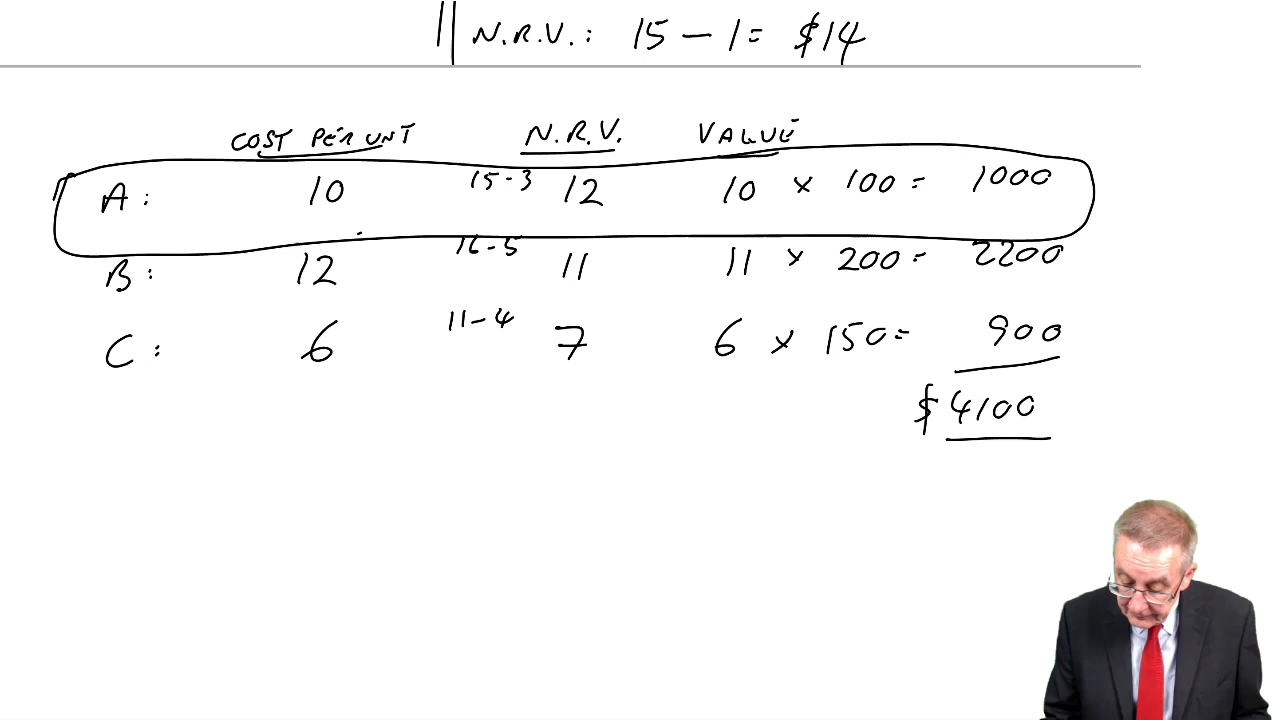 N.R.V.: 15 – 1 = $14
COST PER UNT N.R.V. VALUE
A: 10 15-3 12 10 × 100 = 1000
B: 12 16-5 11 11 × 200 = 2200
C: 6 11-4 7 6 × 150 = 900
$4100